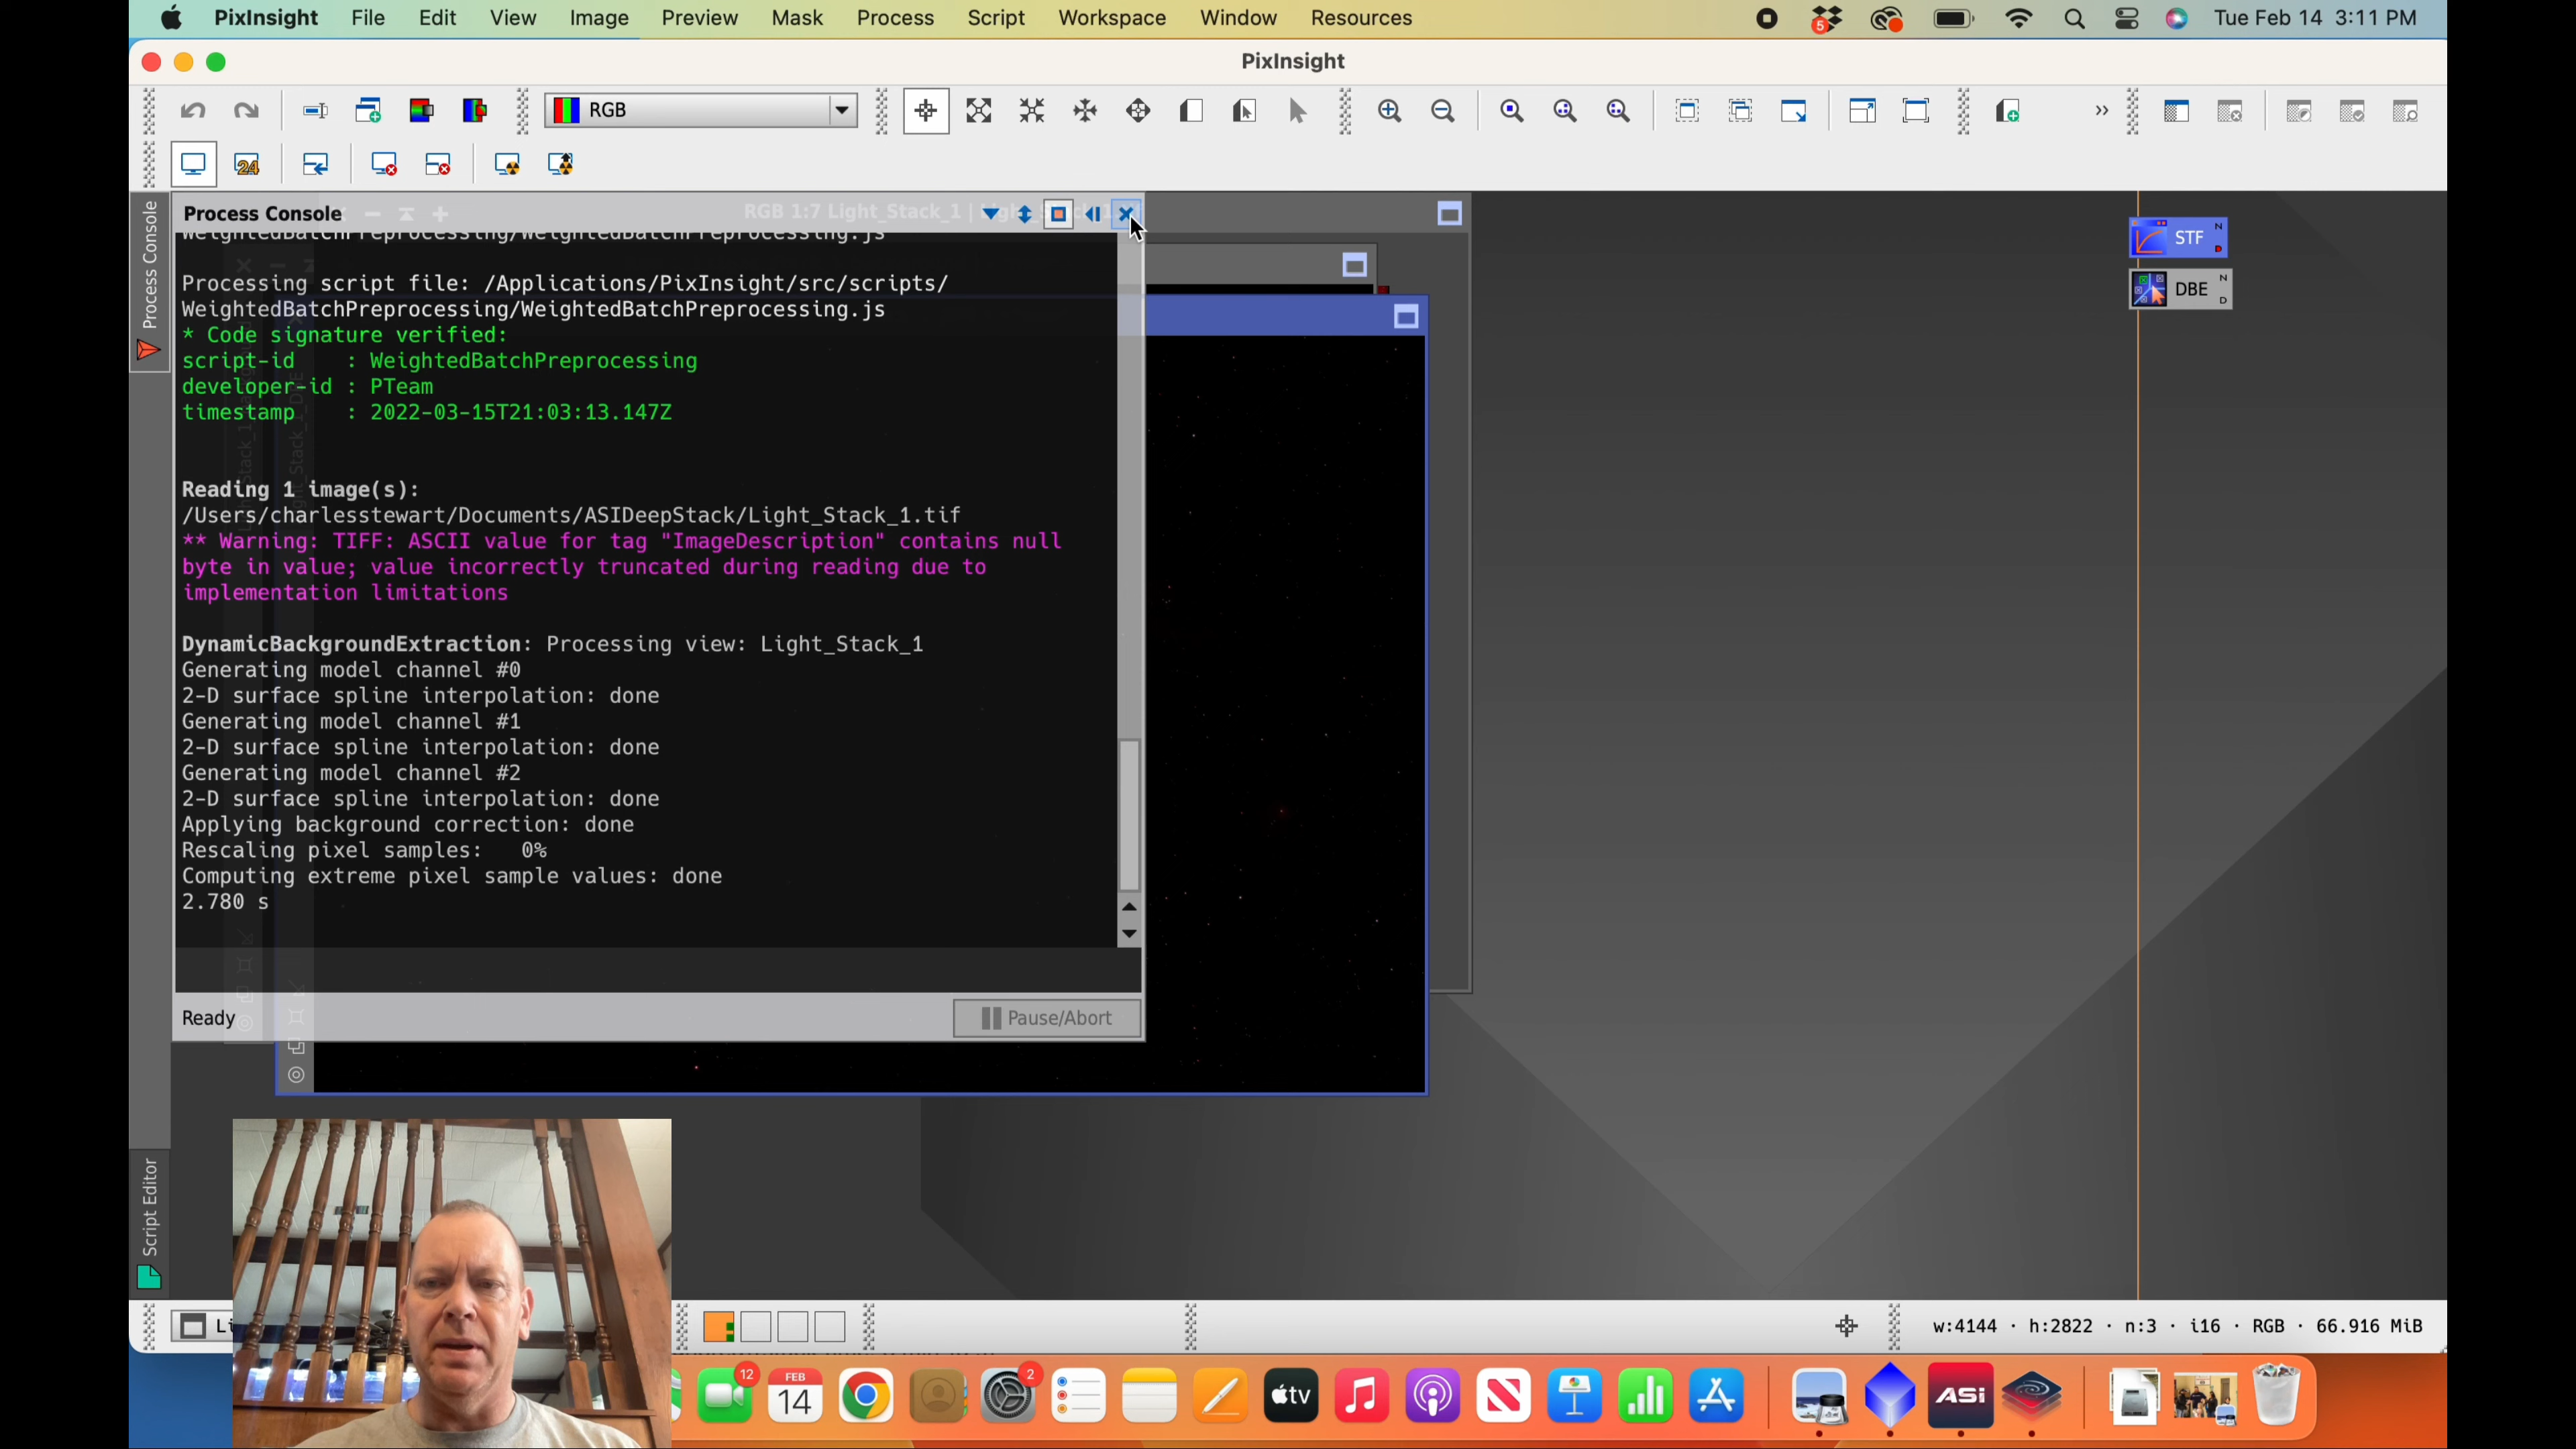 PixInsight File Edit View Image Preview Mask Process Script Workspace Window Resources
5
Tue Feb 14 3:11 PM
PixInsight
RGB
24
Process Console
Process Console
RGB 1:7 Light_Stack_1 |
WeightedBatchPreprocessing/WeightedBatchPreprocessing.js
Processing script file: /Applications/PixInsight/src/scripts/
WeightedBatchPreprocessing/WeightedBatchPreprocessing.js
* Code signature verified:
script-id : WeightedBatchPreprocessing
developer-id : PTeam
timestamp : 2022-03-15T21:03:13.147Z
Reading 1 image(s):
/Users/charlesstewart/Documents/ASIDeepStack/Light_Stack_1.tif
** Warning: TIFF: ASCII value for tag "ImageDescription" contains null
byte in value; value incorrectly truncated during reading due to
implementation limitations
DynamicBackgroundExtraction: Processing view: Light_Stack_1
Generating model channel #0
2-D surface spline interpolation: done
Generating model channel #1
2-D surface spline interpolation: done
Generating model channel #2
2-D surface spline interpolation: done
Applying background correction: done
Rescaling pixel samples: 0%
Computing extreme pixel sample values: done
2.780 s
Ready
Pause/Abort
STF
N
D
DBE
N
D
Script Editor
w:4144 · h:2822 · n:3 · i16 · RGB · 66.916 MiB
12
FEB
14
2
tv
ASI